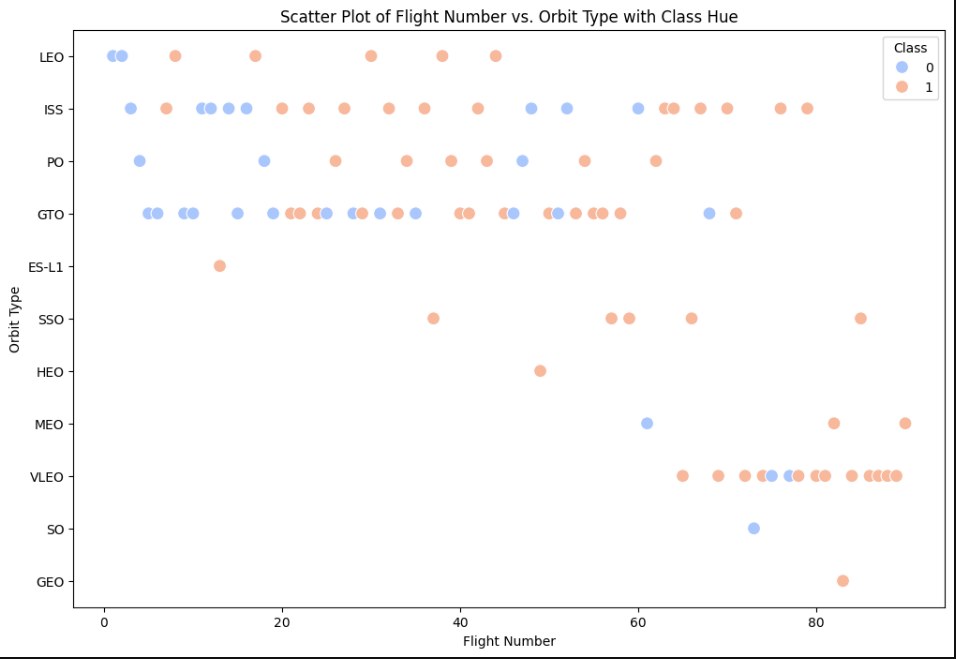 Scatter Plot of Flight Number vs. Orbit Type with Class Hue
Class
0
1
Orbit Type
LEO
ISS
PO
GTO
ES-L1
SSO
HEO
MEO
VLEO
SO
GEO
0 20 40 60 80
Flight Number